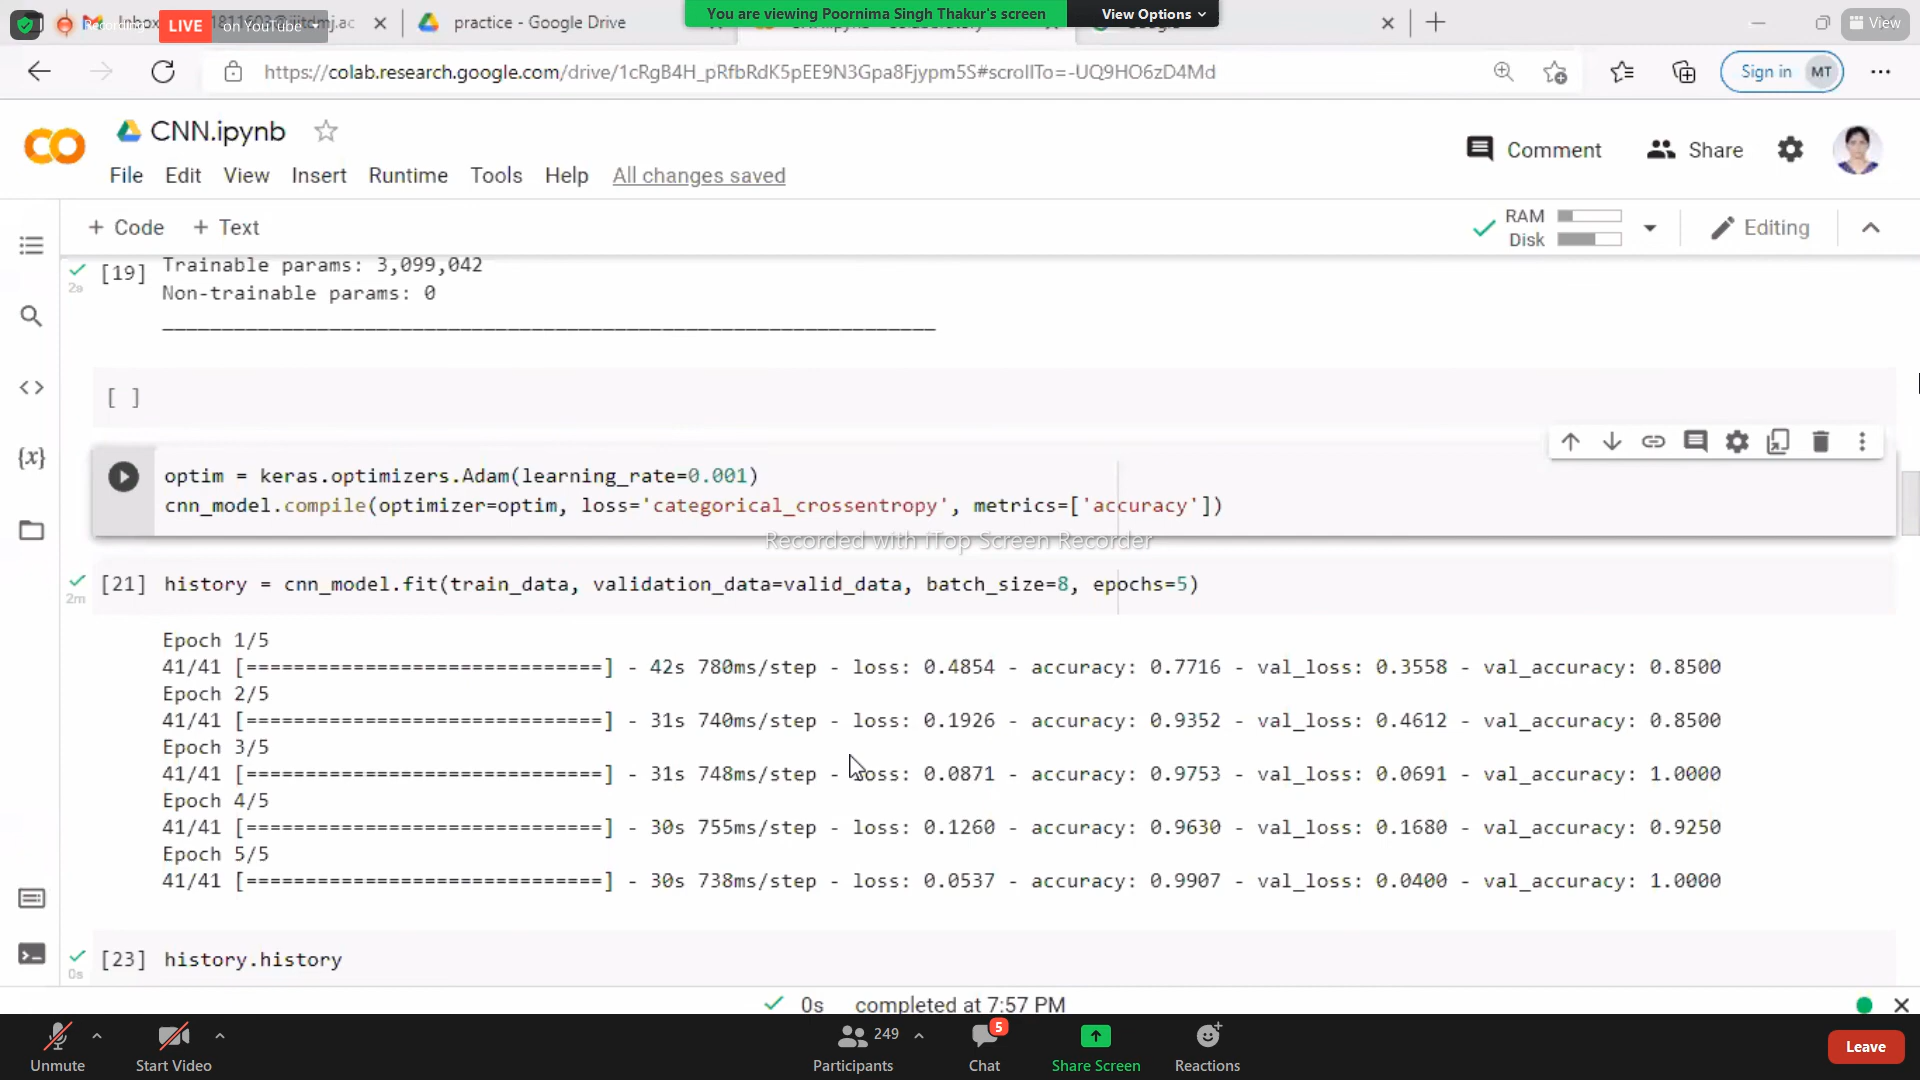 Inbox
LIVE
on YouTube
practice - Google Drive
You are viewing Poornima Singh Thakur's screen
View Options
View
https://colab.research.google.com/drive/1cRgB4H_pRfbRdK5pEE9N3Gpa8Fjypm5S#scrollTo=-UQ9HO6zD4Md
Sign in
MT
CO
CNN.ipynb
Comment
Share
File Edit View Insert Runtime Tools Help All changes saved
+ Code + Text
RAM
Disk
Editing
[19] Trainable params: 3,099,042
Non-trainable params: 0
[ ]
optim = keras.optimizers.Adam(learning_rate=0.001)
cnn_model.compile(optimizer=optim, loss='categorical_crossentropy', metrics=['accuracy'])
Recorded with iTop Screen Recorder
[21] history = cnn_model.fit(train_data, validation_data=valid_data, batch_size=8, epochs=5)
2m
Epoch 1/5
41/41 [==============================] - 42s 780ms/step - loss: 0.4854 - accuracy: 0.7716 - val_loss: 0.3558 - val_accuracy: 0.8500
Epoch 2/5
41/41 [==============================] - 31s 740ms/step - loss: 0.1926 - accuracy: 0.9352 - val_loss: 0.4612 - val_accuracy: 0.8500
Epoch 3/5
41/41 [==============================] - 31s 748ms/step - loss: 0.0871 - accuracy: 0.9753 - val_loss: 0.0691 - val_accuracy: 1.0000
Epoch 4/5
41/41 [==============================] - 30s 755ms/step - loss: 0.1260 - accuracy: 0.9630 - val_loss: 0.1680 - val_accuracy: 0.9250
Epoch 5/5
41/41 [==============================] - 30s 738ms/step - loss: 0.0537 - accuracy: 0.9907 - val_loss: 0.0400 - val_accuracy: 1.0000
[23] history.history
0s
0s completed at 7:57 PM
249
5
Unmute
Start Video
Participants
Chat
Share Screen
Reactions
Leave